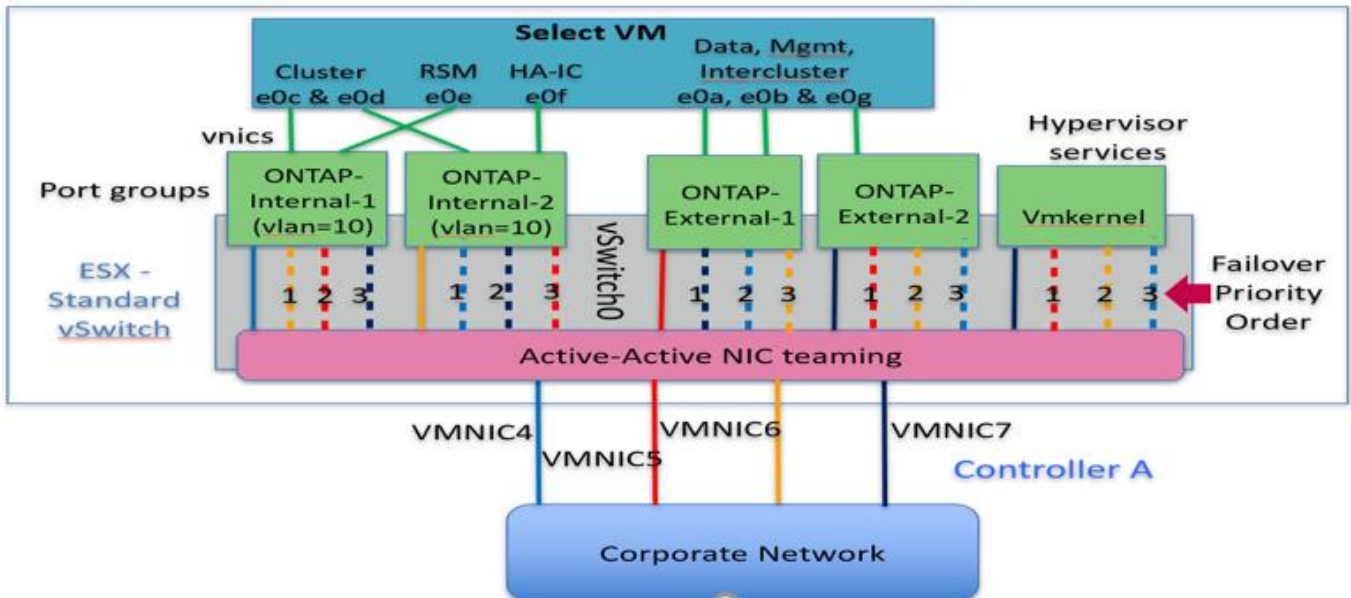 Select VM
Cluster
e0c & e0d
RSM
e0e
HA-IC
e0f
Data, Mgmt,
Intercluster
e0a, e0b & e0g
vnics
Hypervisor
services
Port groups
ONTAP-
Internal-1
(vlan=10)
ONTAP-
Internal-2
(vlan=10)
ONTAP-
External-1
ONTAP-
External-2
Vmkernel
ESX -
Standard
vSwitch
vSwitch0
1 2 3
1 2 3
1 2 3
1 2 3
1 2 3
Failover
Priority
Order
Active-Active NIC teaming
VMNIC4
VMNIC5
VMNIC6
VMNIC7
Controller A
Corporate Network